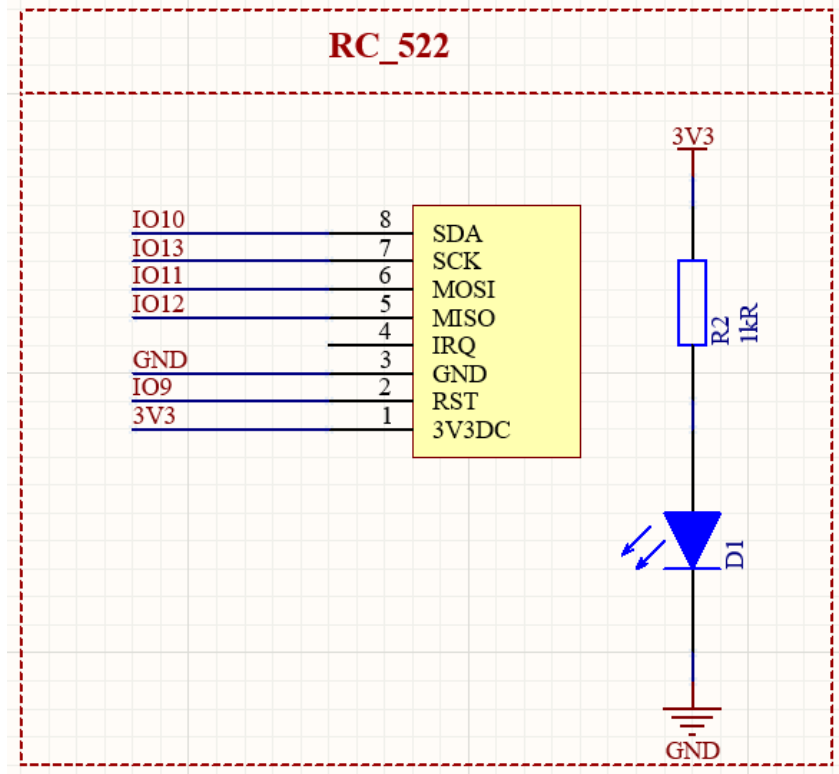 RC_522
3V3
IO10 8 SDA
IO13 7 SCK
IO11 6 MOSI
IO12 5 MISO
4 IRQ
GND 3 GND
IO9 2 RST
3V3 1 3V3DC
R2
1kR
D1
GND